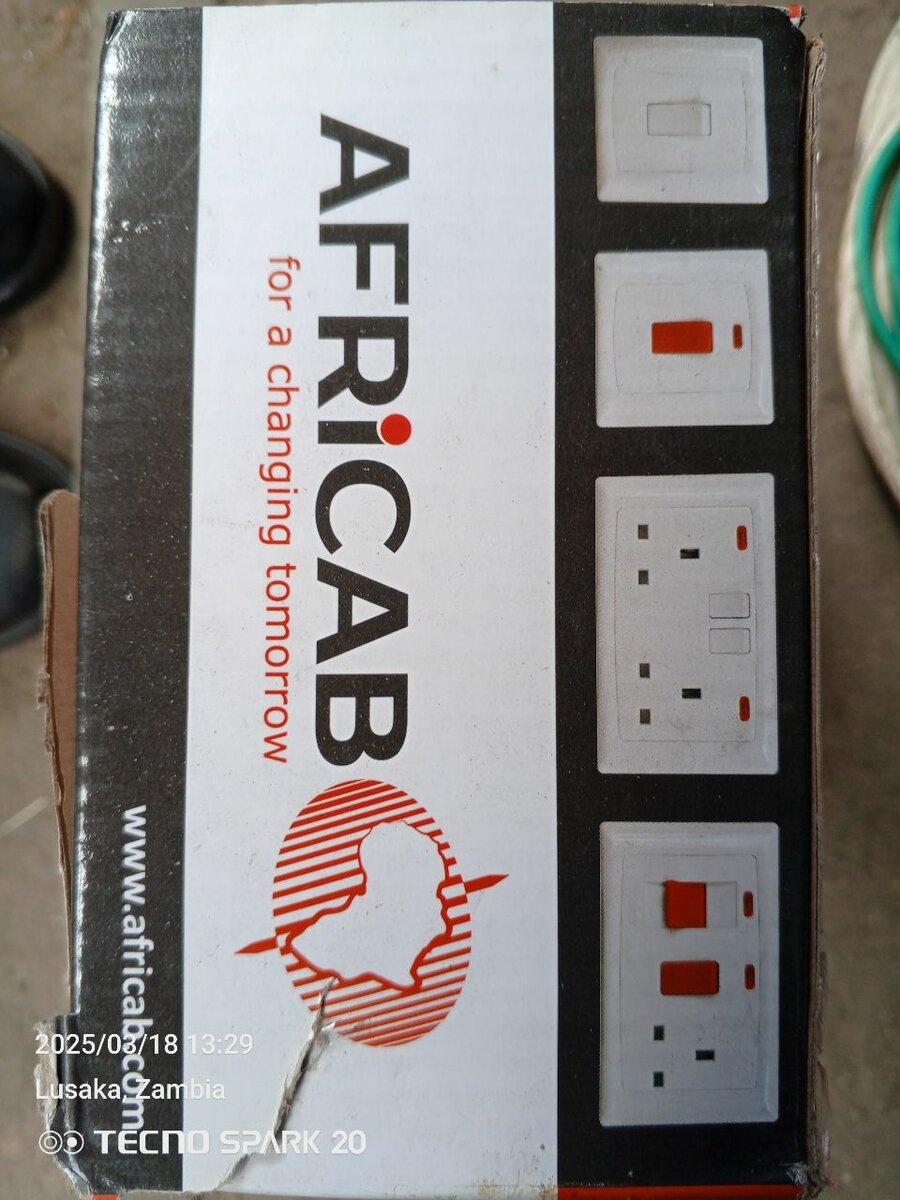 AFRiCAB
for a changing tomorrow
www.africab.com
2025/03/18 13:29
Lusaka, Zambia
TECNO SPARK 20